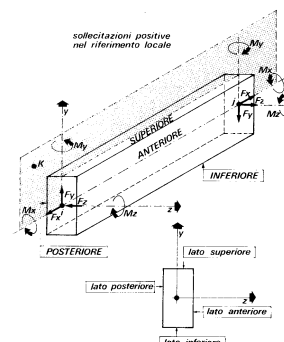 sollecitazioni positive
nel riferimento locale
My
y
Mx
Fx
Fz
j
Fy
Mz
SUPERIORE
ANTERIORE
My
K
INFERIORE
Fy
Fz
Mx
Fx
i
Mz
z
POSTERIORE
y
lato superiore
lato posteriore
z
lato anteriore
lato inferiore